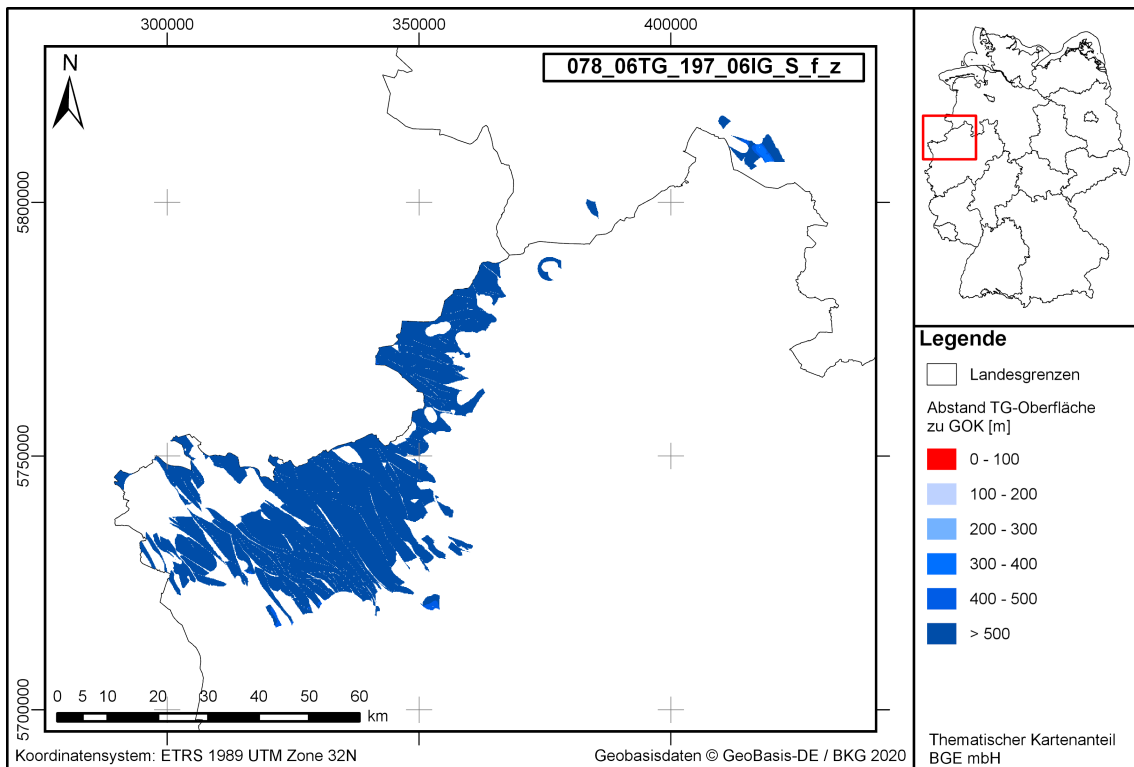 300000
350000
400000
078_06TG_197_06IG_S_f_z
N
5800000
5750000
5700000
0 5 10 20 30 40 50 60
km
Koordinatensystem: ETRS 1989 UTM Zone 32N
Geobasisdaten © GeoBasis-DE / BKG 2020
Legende
Landesgrenzen
Abstand TG-Oberfläche
zu GOK [m]
0 - 100
100 - 200
200 - 300
300 - 400
400 - 500
> 500
Thematischer Kartenanteil
BGE mbH